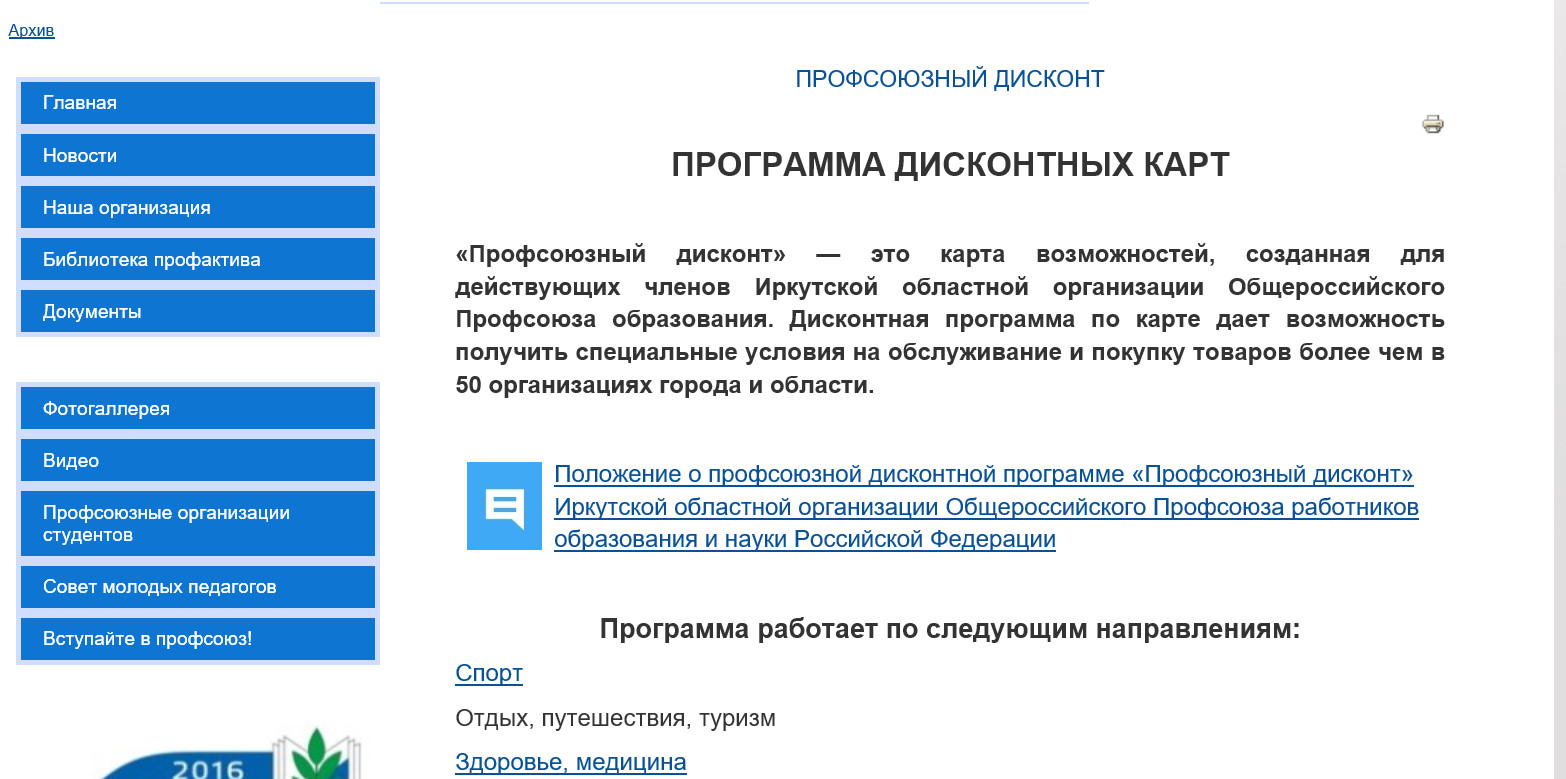 Архив
Главная
Новости
Наша организация
Библиотека профактива
Документы
Фотогаллерея
Видео
Профсоюзные организации
студентов
Совет молодых педагогов
Вступайте в профсоюз!
2016
ПРОФСОЮЗНЫЙ ДИСКОНТ
ПРОГРАММА ДИСКОНТНЫХ КАРТ
«Профсоюзный дисконт» — это карта возможностей, созданная для
действующих членов Иркутской областной организации Общероссийского
Профсоюза образования. Дисконтная программа по карте дает возможность
получить специальные условия на обслуживание и покупку товаров более чем в
50 организациях города и области.
Положение о профсоюзной дисконтной программе «Профсоюзный дисконт»
Иркутской областной организации Общероссийского Профсоюза работников
образования и науки Российской Федерации
Программа работает по следующим направлениям:
Спорт
Отдых, путешествия, туризм
Здоровье, медицина